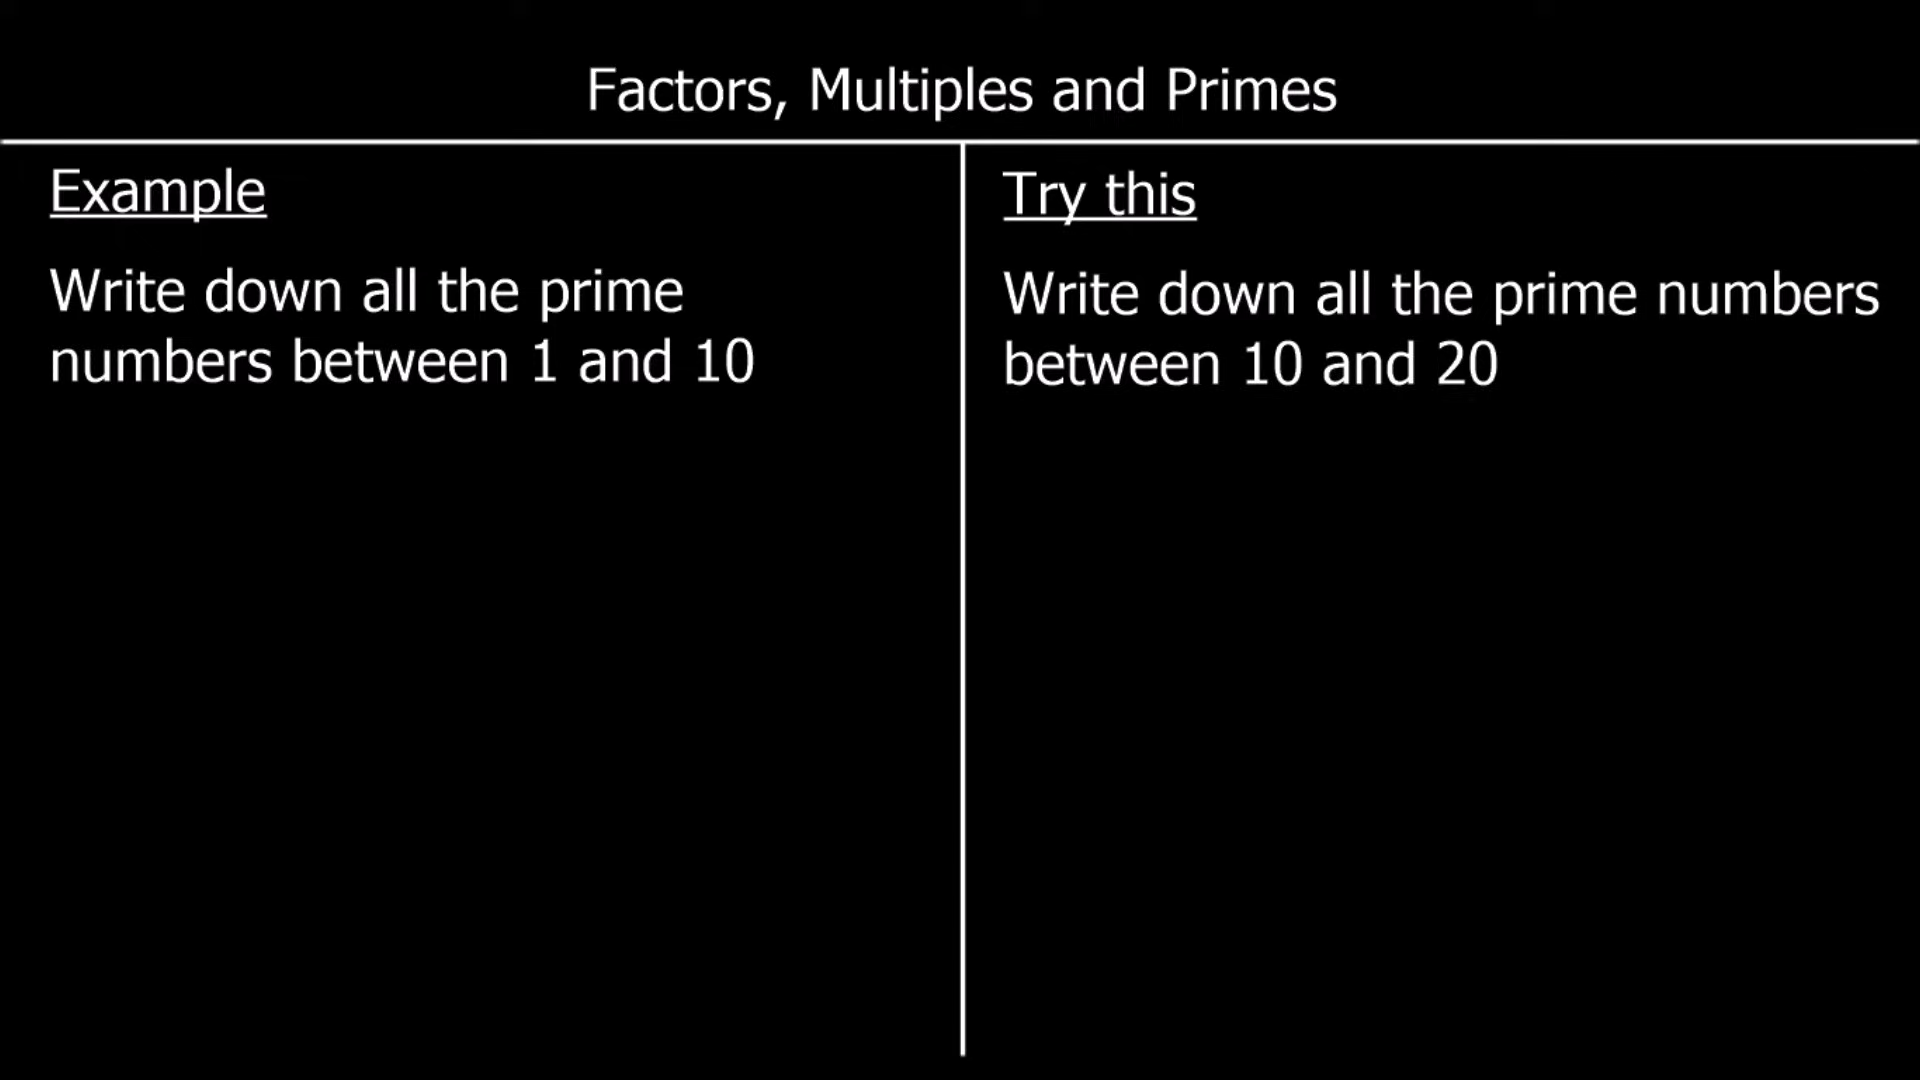 Factors, Multiples and Primes
Example
Write down all the prime
numbers between 1 and 10
Try this
Write down all the prime numbers
between 10 and 20